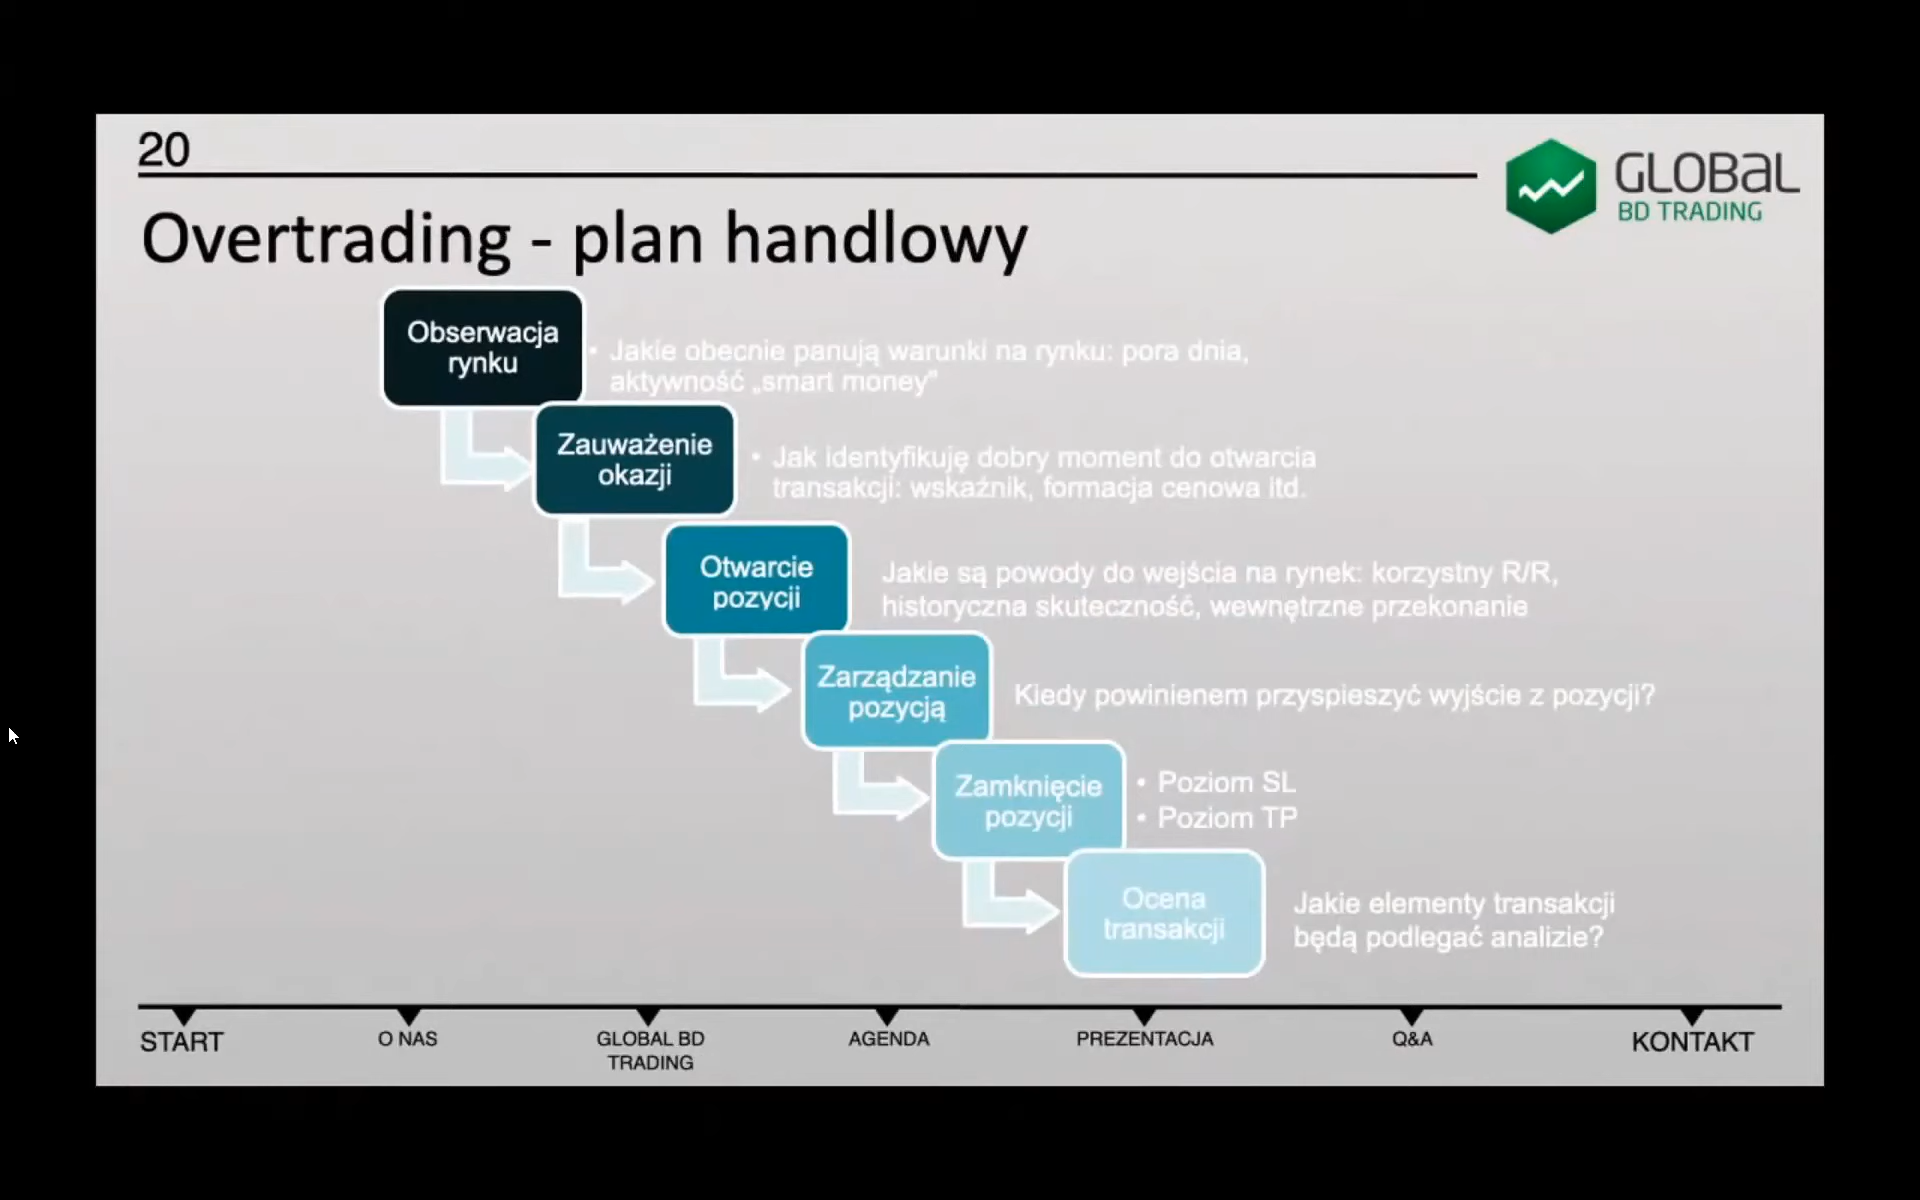 20
GLOBAL
BD TRADING
Overtrading - plan handlowy
Obserwacja
rynku
• Jakie obecnie panują warunki na rynku: pora dnia,
aktywność „smart money”
Zauważenie
okazji
• Jak identyfikuję dobry moment do otwarcia
transakcji: wskaźnik, formacja cenowa itd.
Otwarcie
pozycji
Jakie są powody do wejścia na rynek: korzystny R/R,
historyczna skuteczność, wewnętrzne przekonanie
Zarządzanie
pozycją
Kiedy powinienem przyspieszyć wyjście z pozycji?
Zamknięcie
pozycji
• Poziom SL
• Poziom TP
Ocena
transakcji
Jakie elementy transakcji
będą podlegać analizie?
START
O NAS
GLOBAL BD
TRADING
AGENDA
PREZENTACJA
Q&A
KONTAKT